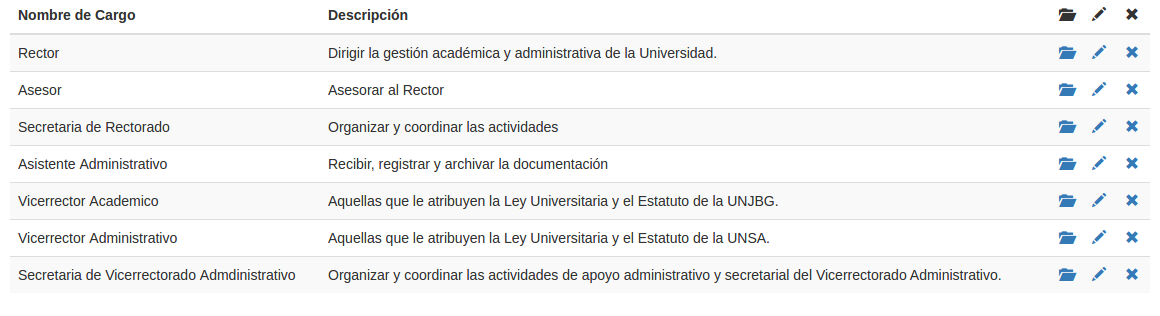 Nombre de Cargo Descripción
Rector Dirigir la gestión académica y administrativa de la Universidad.
Asesor Asesorar al Rector
Secretaria de Rectorado Organizar y coordinar las actividades
Asistente Administrativo Recibir, registrar y archivar la documentación
Vicerrector Academico Aquellas que le atribuyen la Ley Universitaria y el Estatuto de la UNJBG.
Vicerrector Administrativo Aquellas que le atribuyen la Ley Universitaria y el Estatuto de la UNSA.
Secretaria de Vicerrectorado Admdinistrativo Organizar y coordinar las actividades de apoyo administrativo y secretarial del Vicerrectorado Administrativo.